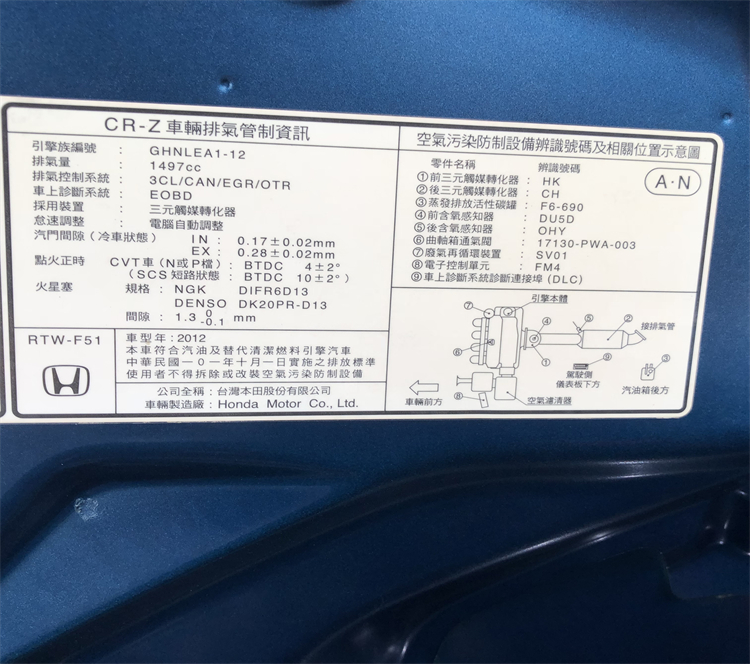 CR-Z 車輛排氣管制資訊
引擎族編號 : GHNLEA1-12
排氣量 : 1497cc
排氣控制系統 : 3CL/CAN/EGR/OTR
車上診斷系統 : EOBD
採用裝置 : 三元觸媒轉化器
怠速調整 : 電腦自動調整
汽門間隙(冷車狀態) IN : 0.17±0.02mm
EX : 0.28±0.02mm
點火正時 CVT車(N或P檔) : BTDC 4±2°
(SCS 短路狀態 : BTDC 10±2°)
火星塞 規格 : NGK DIFR6D13
DENSO DK20PR-D13
間隙 : 1.3 0/-0.1 mm
RTW-F51
車型年 : 2012
本車符合汽油及替代清潔燃料引擎汽車
中華民國一0一年十月一日實施之排放標準
使用者不得拆除或改裝空氣污染防制設備
公司全稱 : 台灣本田股份有限公司
車輛製造廠 : Honda Motor Co., Ltd.
空氣污染防制設備辨識號碼及相關位置示意圖
零件名稱 辨識號碼
A·N
①前三元觸媒轉化器 : HK
②後三元觸媒轉化器 : CH
③蒸發排放活性碳罐 : F6-690
④前含氧感知器 : DU5D
⑤後含氧感知器 : OHY
⑥曲軸箱通氣閥 : 17130-PWA-003
⑦廢氣再循環裝置 : SV01
⑧電子控制單元 : FM4
⑨車上診斷系統診斷連接埠(DLC)
⑦
引擎本體
④
⑤
②
接排氣管
⑥
①
⑨
駕駛側
儀表板下方
③
汽油箱後方
車輛前方
⑧
空氣濾清器